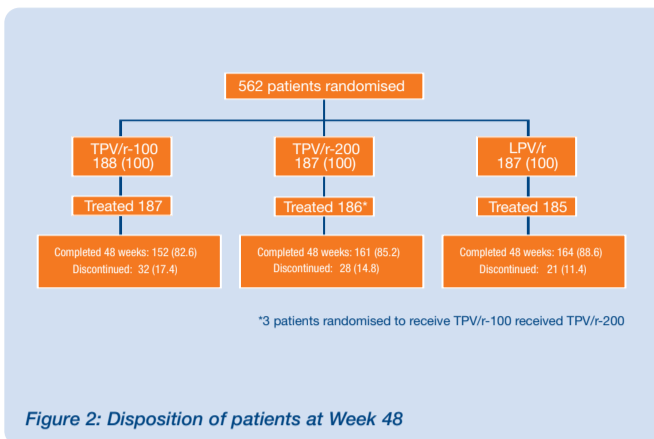 562 patients randomised
TPV/r-100
188 (100)
TPV/r-200
187 (100)
LPV/r
187 (100)
Treated 187
Treated 186*
Treated 185
Completed 48 weeks: 152 (82.6)
Discontinued: 32 (17.4)
Completed 48 weeks: 161 (85.2)
Discontinued: 28 (14.8)
Completed 48 weeks: 164 (88.6)
Discontinued: 21 (11.4)
*3 patients randomised to receive TPV/r-100 received TPV/r-200
Figure 2: Disposition of patients at Week 48